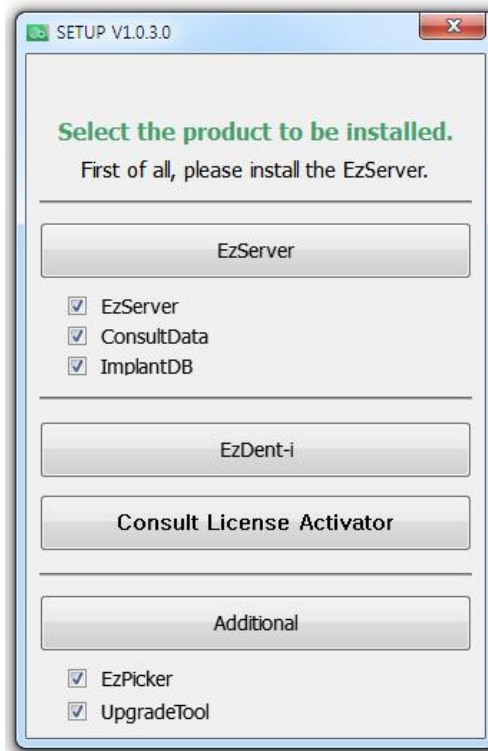 SETUP V1.0.3.0
Select the product to be installed.
First of all, please install the EzServer.
EzServer
EzServer
ConsultData
ImplantDB
EzDent-i
Consult License Activator
Additional
EzPicker
UpgradeTool